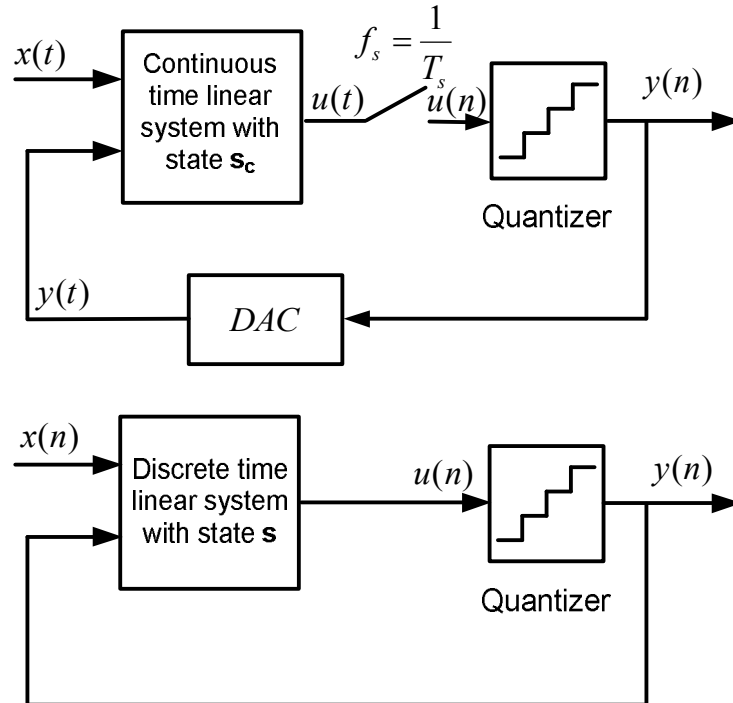 x(t)
Continuous
time linear
system with
state s_c
u(t)
f_s = 1/T_s
u(n)
y(n)
Quantizer
y(t)
DAC
x(n)
Discrete time
linear system
with state s
u(n)
y(n)
Quantizer